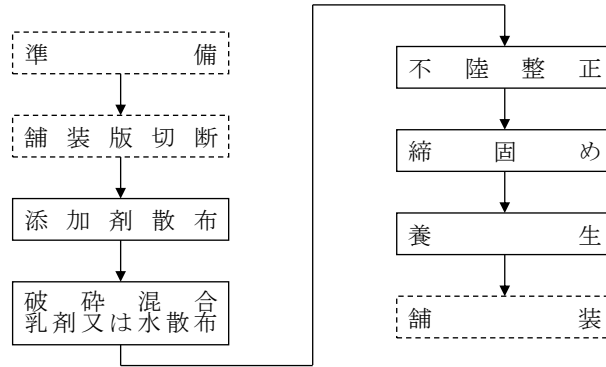 準備
舗装版切断
添加剤散布
破砕混合
乳剤又は水散布
不陸整正
締固め
養生
舗装